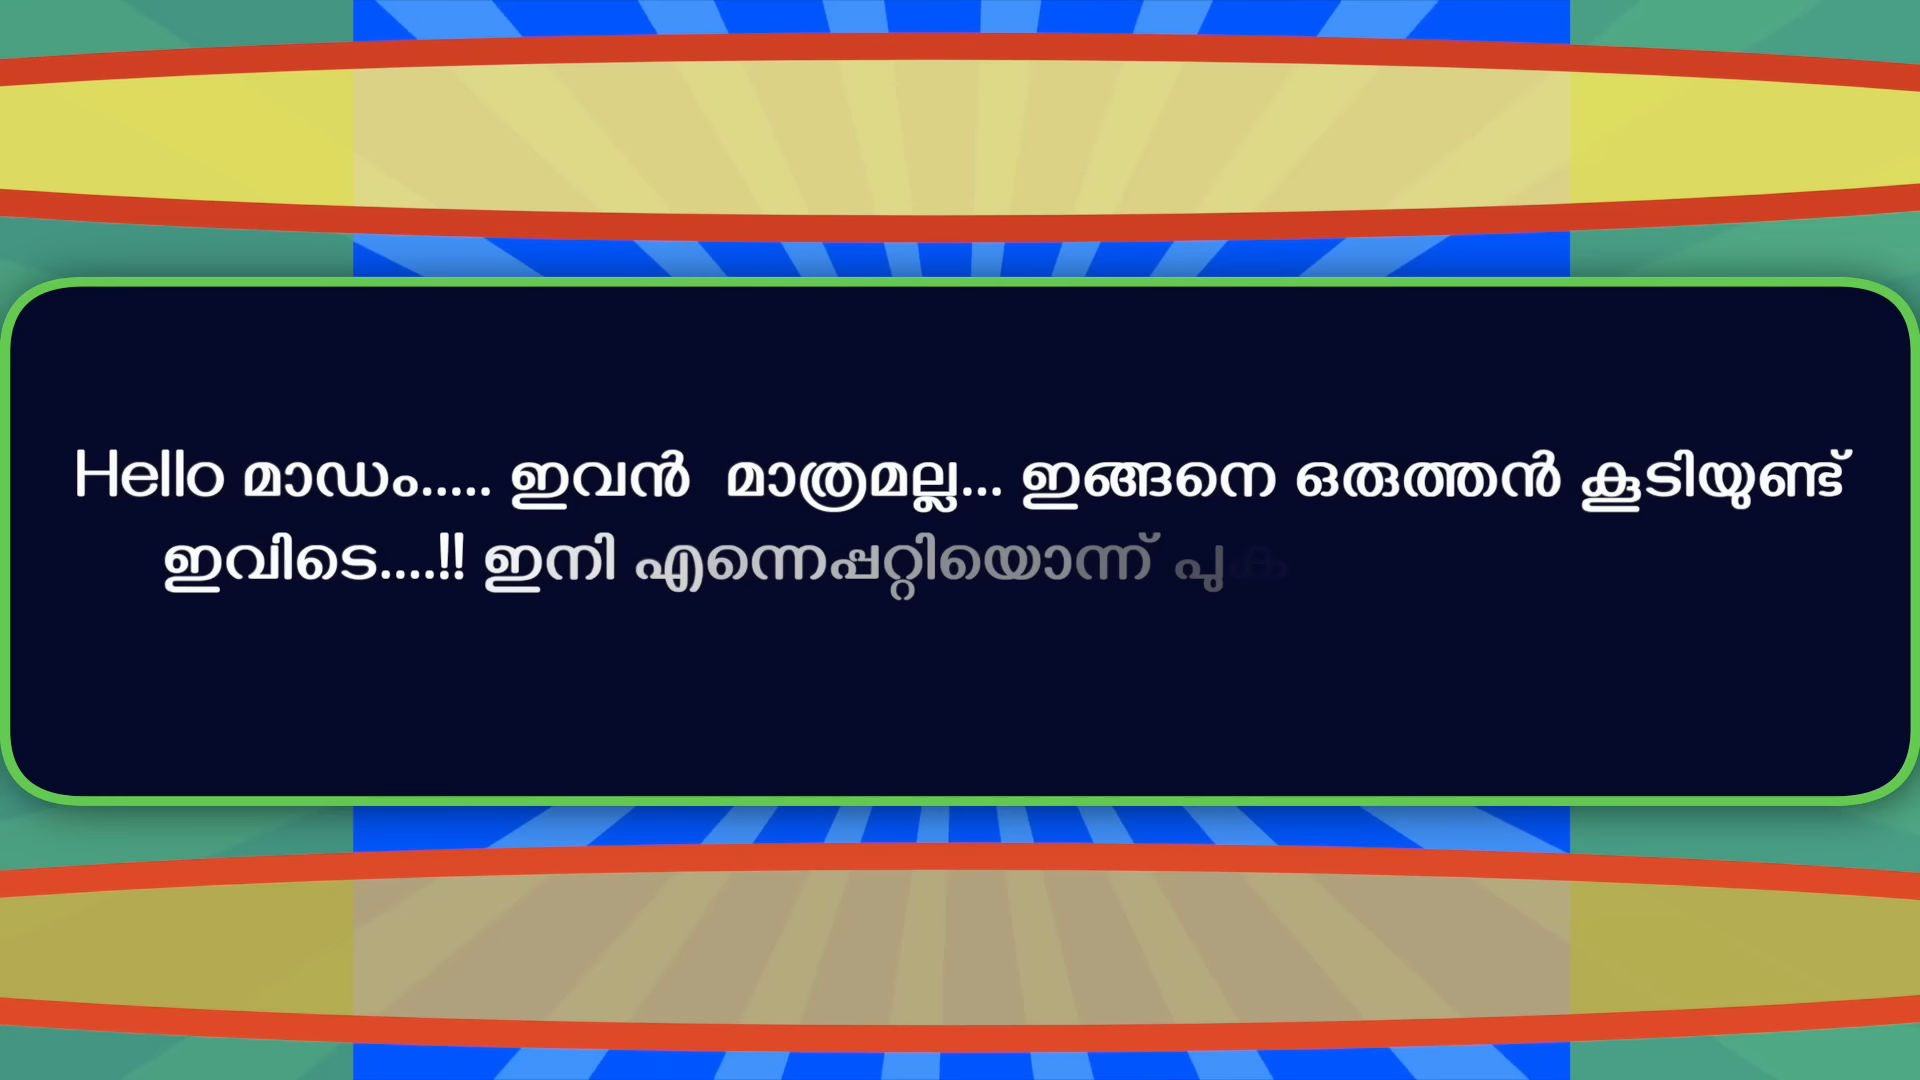 Hello മാഡം..... ഇവൻ മാത്രമല്ല... ഇങ്ങനെ ഒരുത്തൻ കൂടിയുണ്ട്
ഇവിടെ....!! ഇനി എന്നെപ്പറ്റിയൊന്ന് പുക